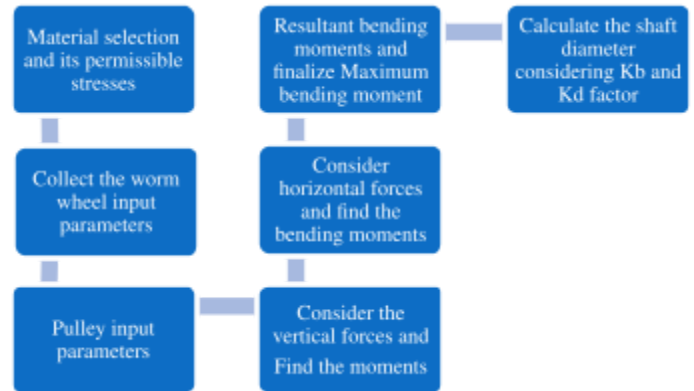 Material selection
and its permissible
stresses
Collect the worm
wheel input
parameters
Pulley input
parameters
Consider the
vertical forces and
Find the moments
Consider
horizontal forces
and find the
bending moments
Resultant bending
moments and
finalize Maximum
bending moment
Calculate the shaft
diameter
considering Kb and
Kd factor